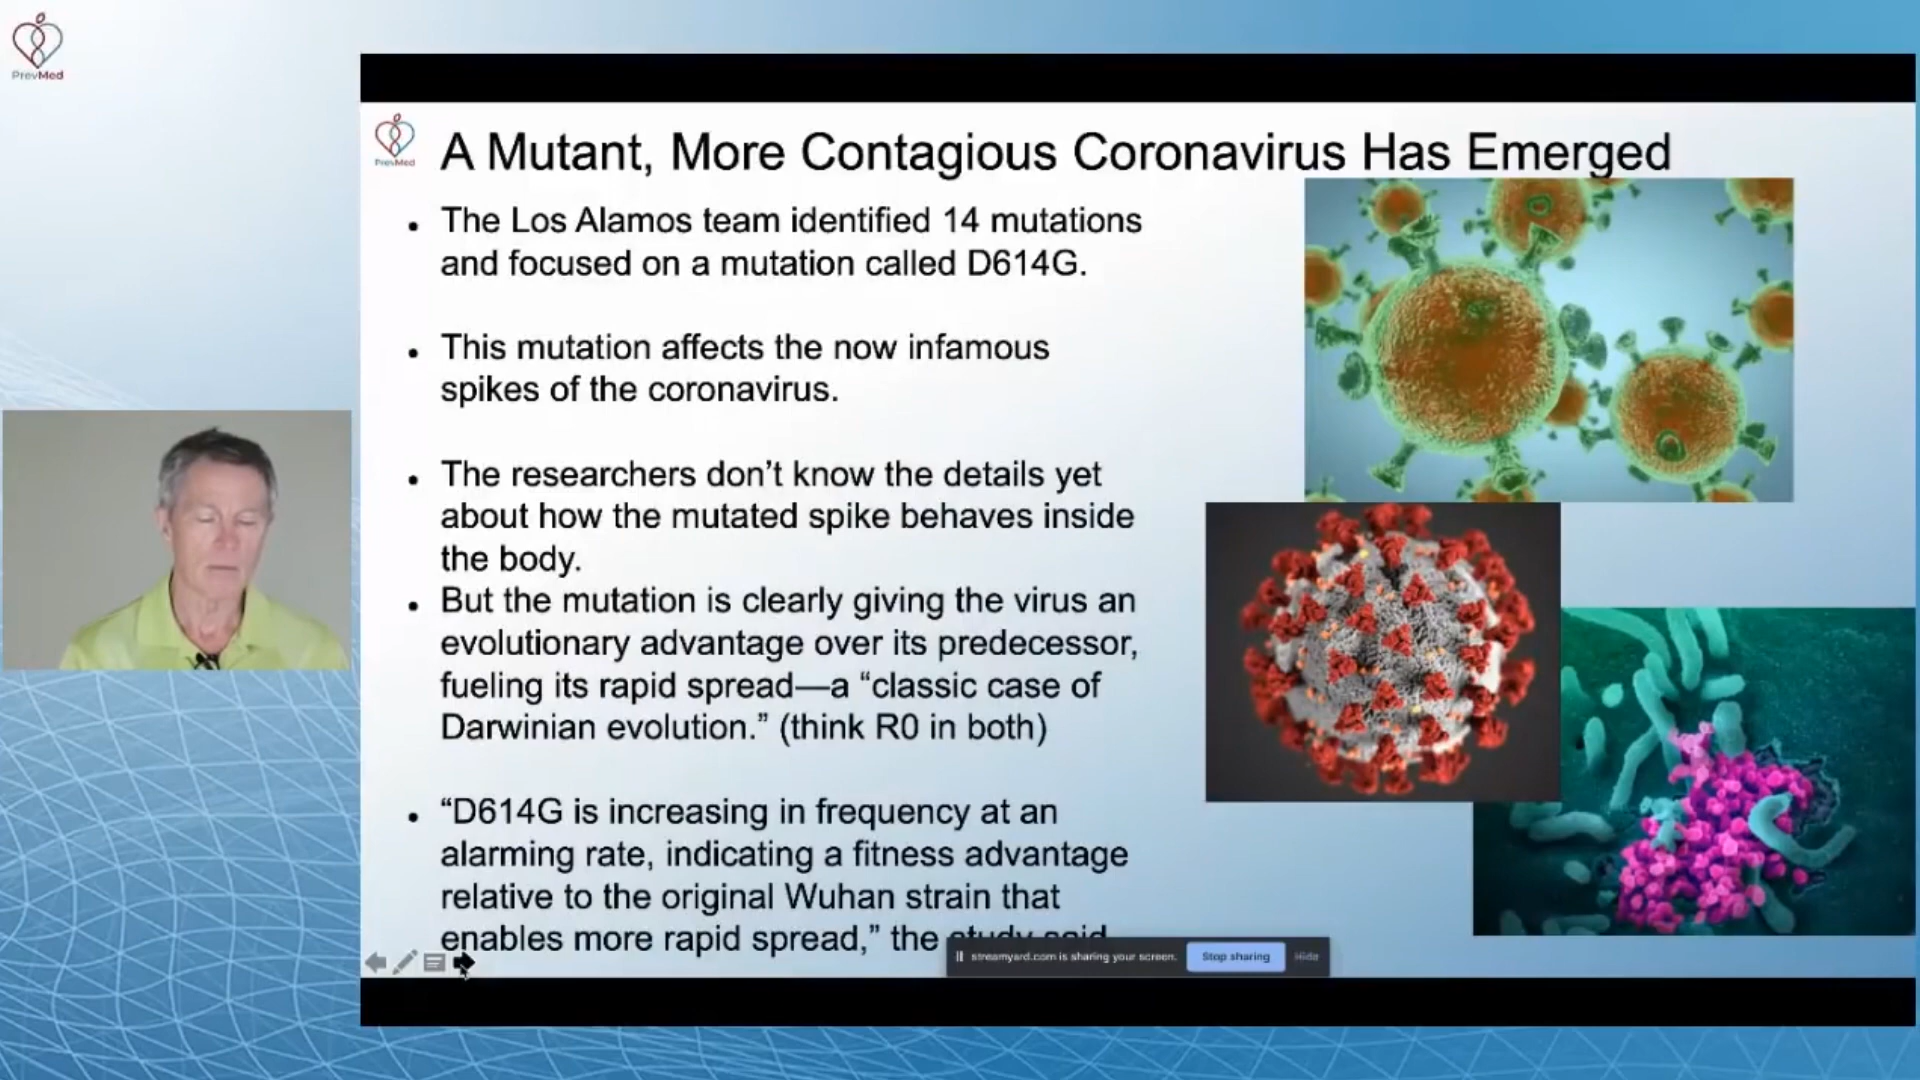 PrevMed
PrevMed
A Mutant, More Contagious Coronavirus Has Emerged
• The Los Alamos team identified 14 mutations
and focused on a mutation called D614G.
• This mutation affects the now infamous
spikes of the coronavirus.
• The researchers don’t know the details yet
about how the mutated spike behaves inside
the body.
• But the mutation is clearly giving the virus an
evolutionary advantage over its predecessor,
fueling its rapid spread—a “classic case of
Darwinian evolution.” (think R0 in both)
• “D614G is increasing in frequency at an
alarming rate, indicating a fitness advantage
relative to the original Wuhan strain that
enables more rapid spread,” the study said
streamyard.com is sharing your screen.
Stop sharing
Hide